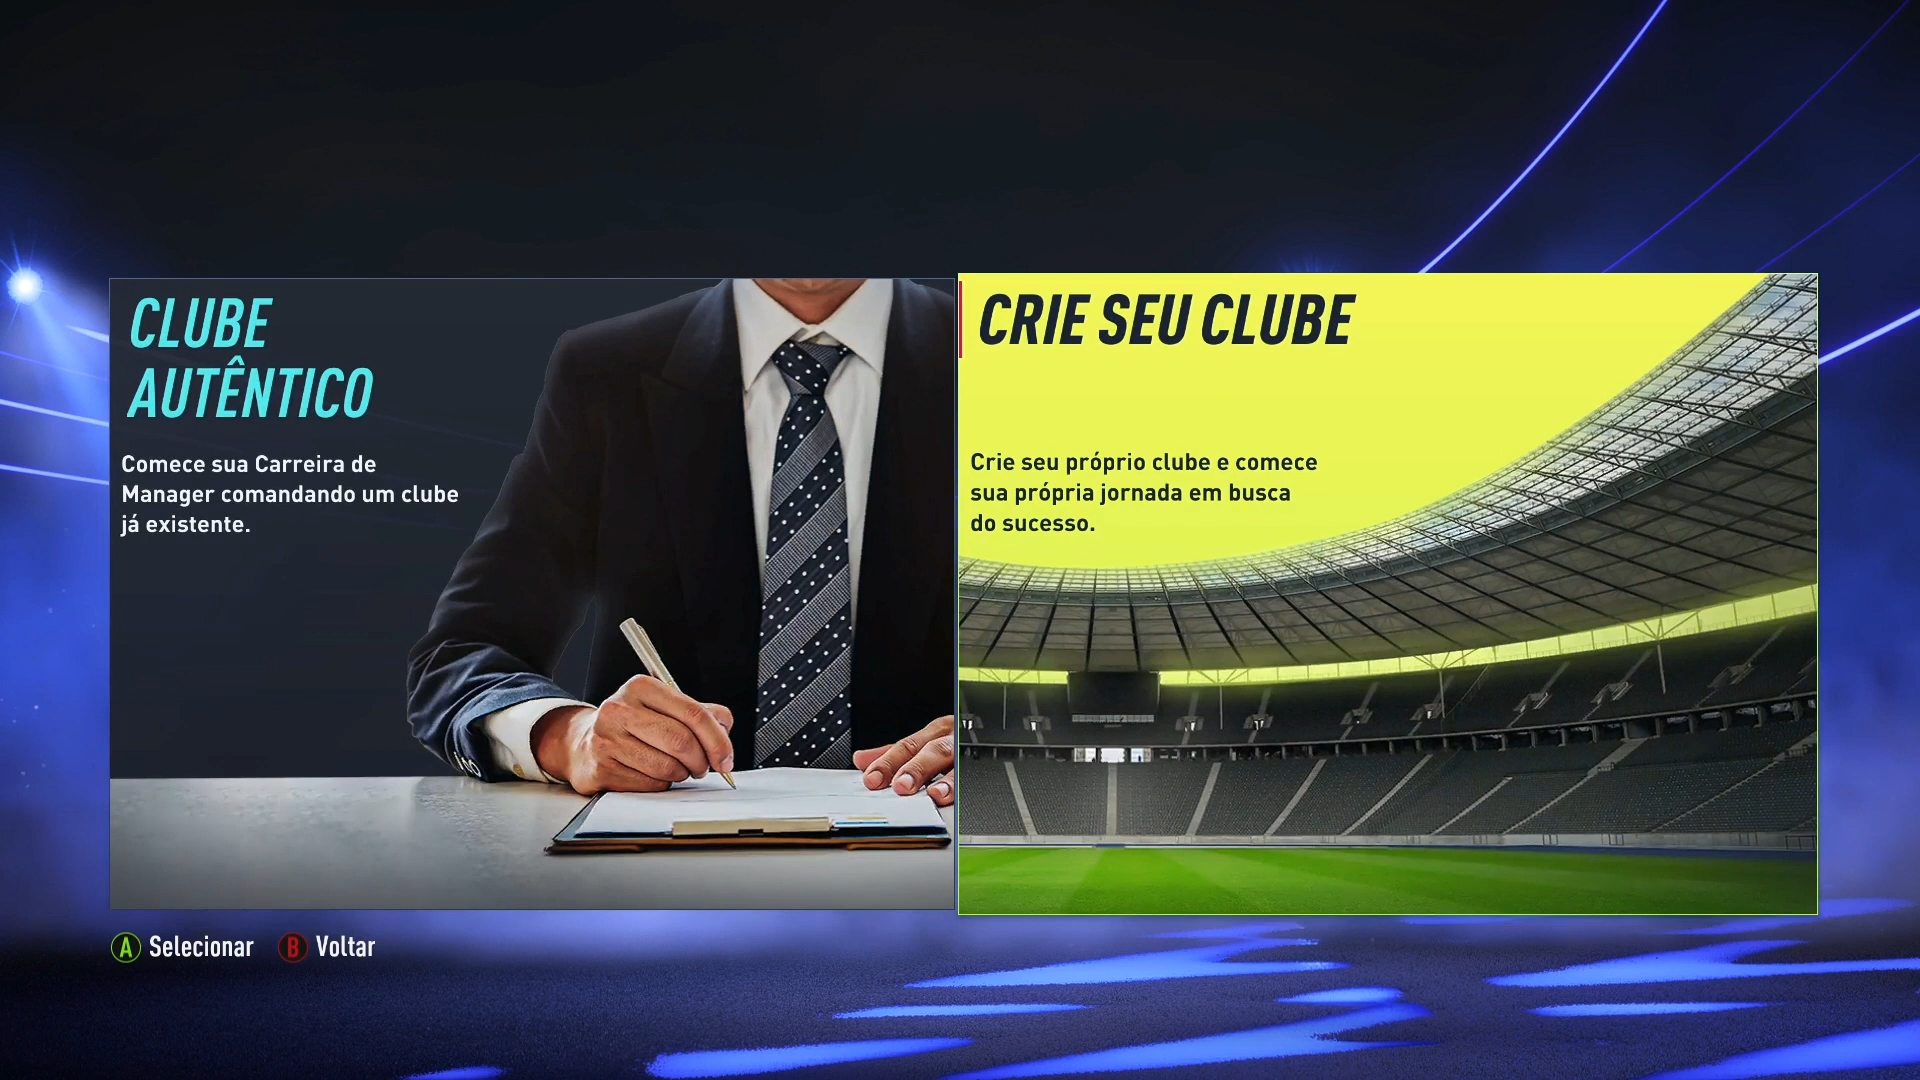 CLUBE
AUTÊNTICO
Comece sua Carreira de
Manager comandando um clube
já existente.
CRIE SEU CLUBE
Crie seu próprio clube e comece
sua própria jornada em busca
do sucesso.
A Selecionar B Voltar